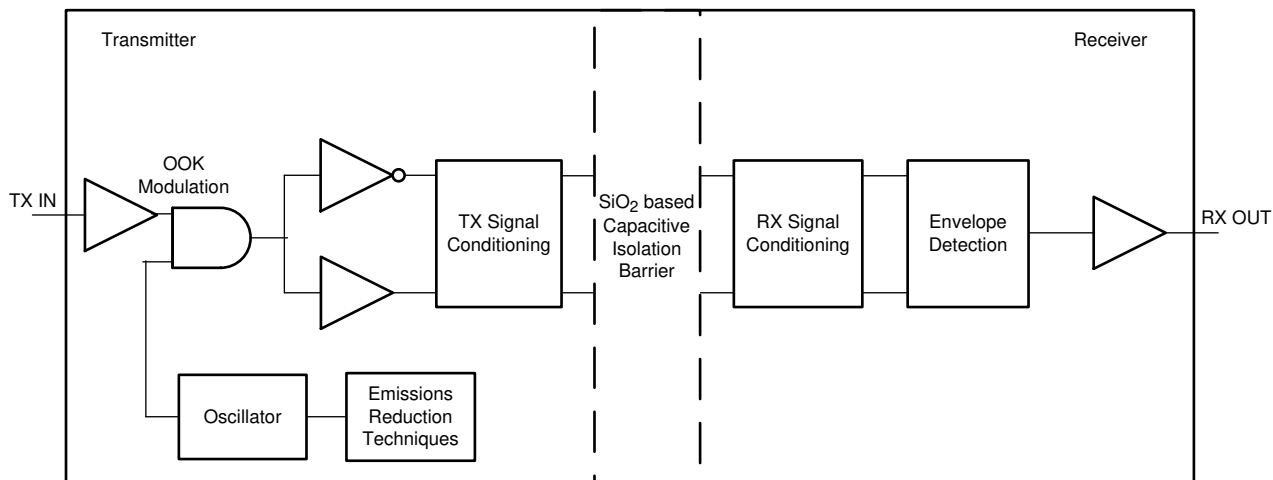 Transmitter
Receiver
OOK
Modulation
TX IN
TX Signal
Conditioning
SiO2 based
Capacitive
Isolation
Barrier
RX Signal
Conditioning
Envelope
Detection
RX OUT
Oscillator
Emissions
Reduction
Techniques